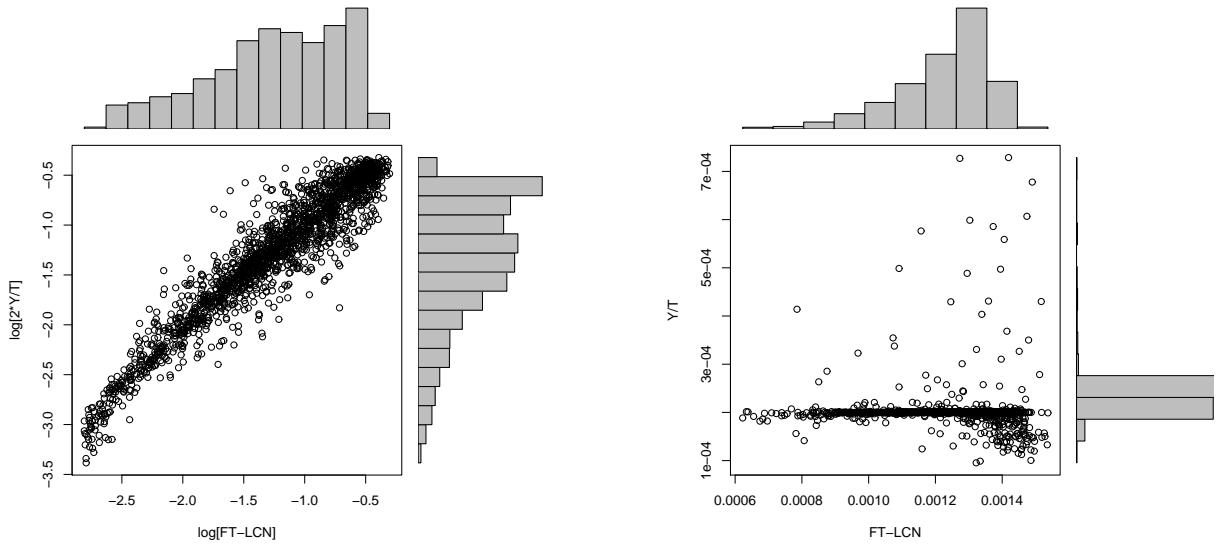 −0.5
−1.0
−1.5
−2.0
−2.5
−3.0
−3.5
log[2*Y/T]
−2.5 −2.0 −1.5 −1.0 −0.5
log[FT−LCN]
7e−04
5e−04
3e−04
1e−04
Y/T
0.0006 0.0008 0.0010 0.0012 0.0014
FT−LCN